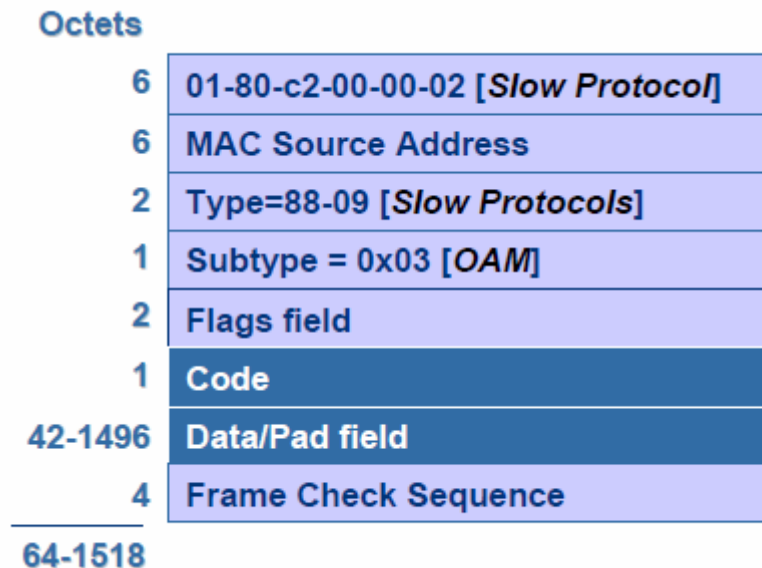 Octets
6 01-80-c2-00-00-02 [Slow Protocol]
6 MAC Source Address
2 Type=88-09 [Slow Protocols]
1 Subtype = 0x03 [OAM]
2 Flags field
1 Code
42-1496 Data/Pad field
4 Frame Check Sequence
64-1518